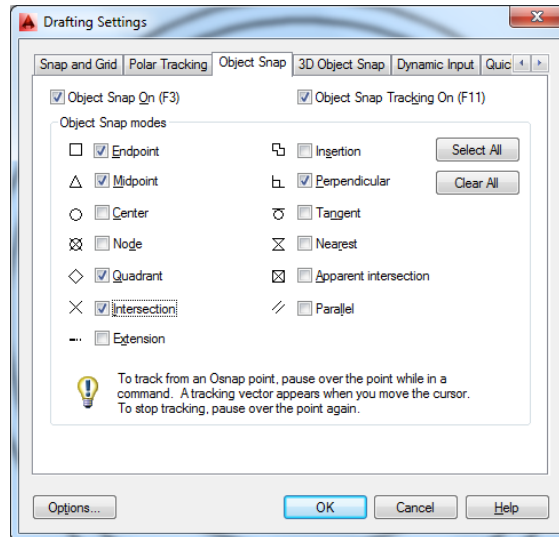 Drafting Settings
Snap and Grid Polar Tracking Object Snap 3D Object Snap Dynamic Input Quic
Object Snap On (F3) Object Snap Tracking On (F11)
Object Snap modes
Endpoint Insertion Select All
Midpoint Perpendicular Clear All
Center Tangent
Node Nearest
Quadrant Apparent intersection
Intersection Parallel
Extension
To track from an Osnap point, pause over the point while in a
command. A tracking vector appears when you move the cursor.
To stop tracking, pause over the point again.
Options... OK Cancel Help